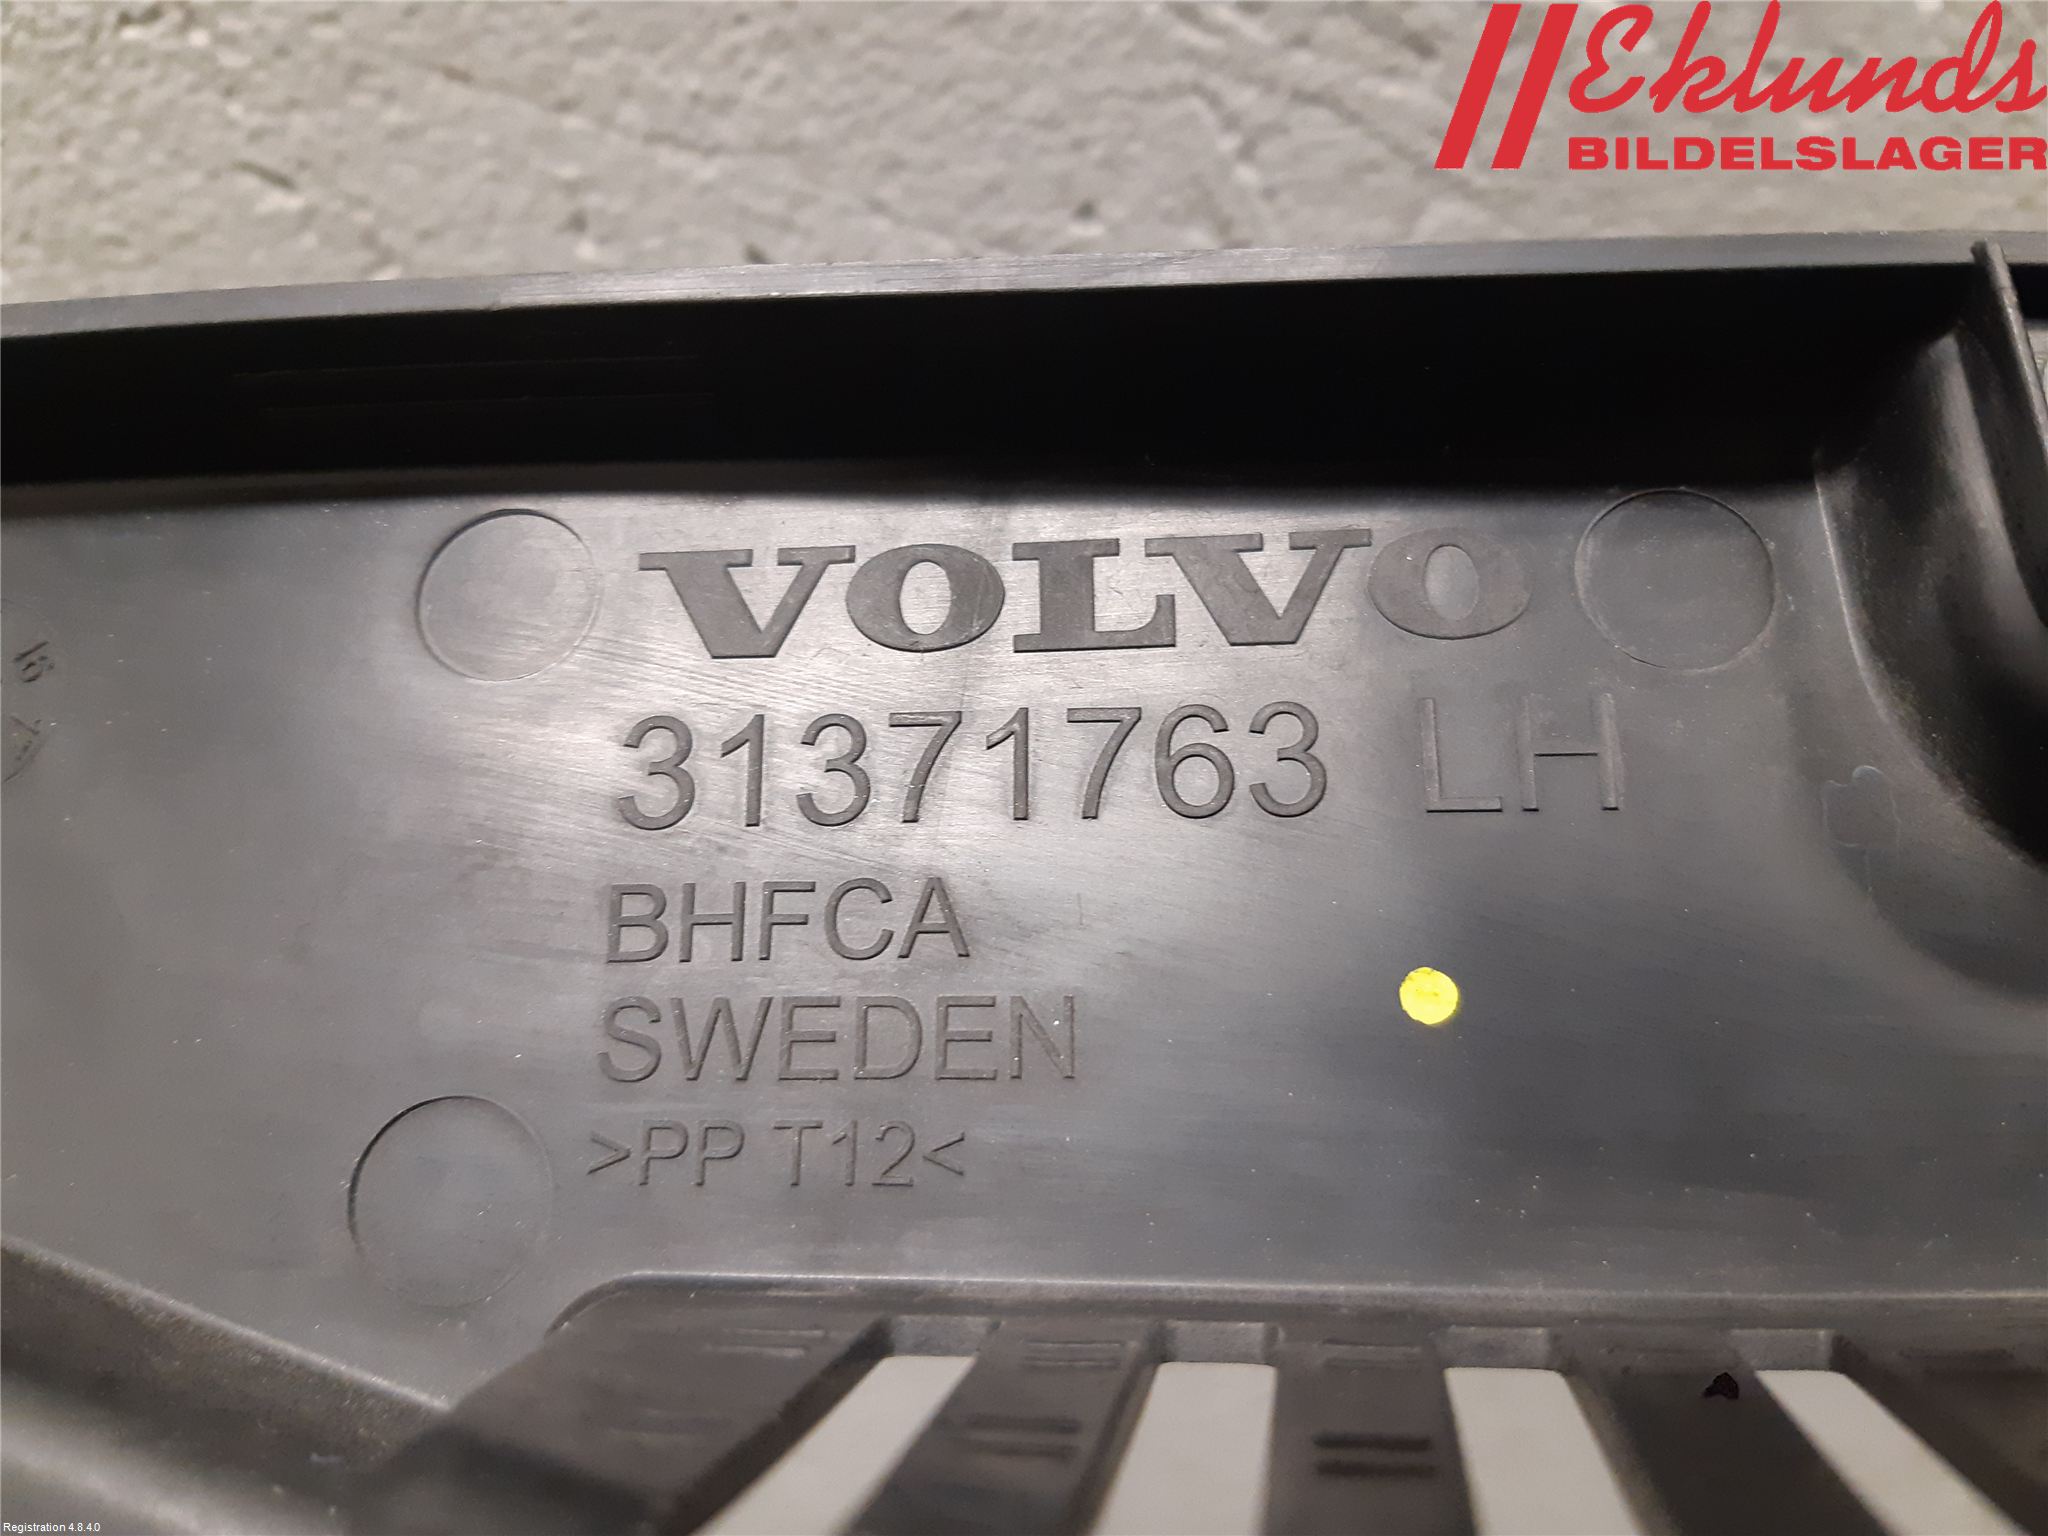 Eklunds
BILDELSLAGER
VOLVO
31371763 LH
BHFCA
SWEDEN
>PP T12<
Registration 4.8.4.0